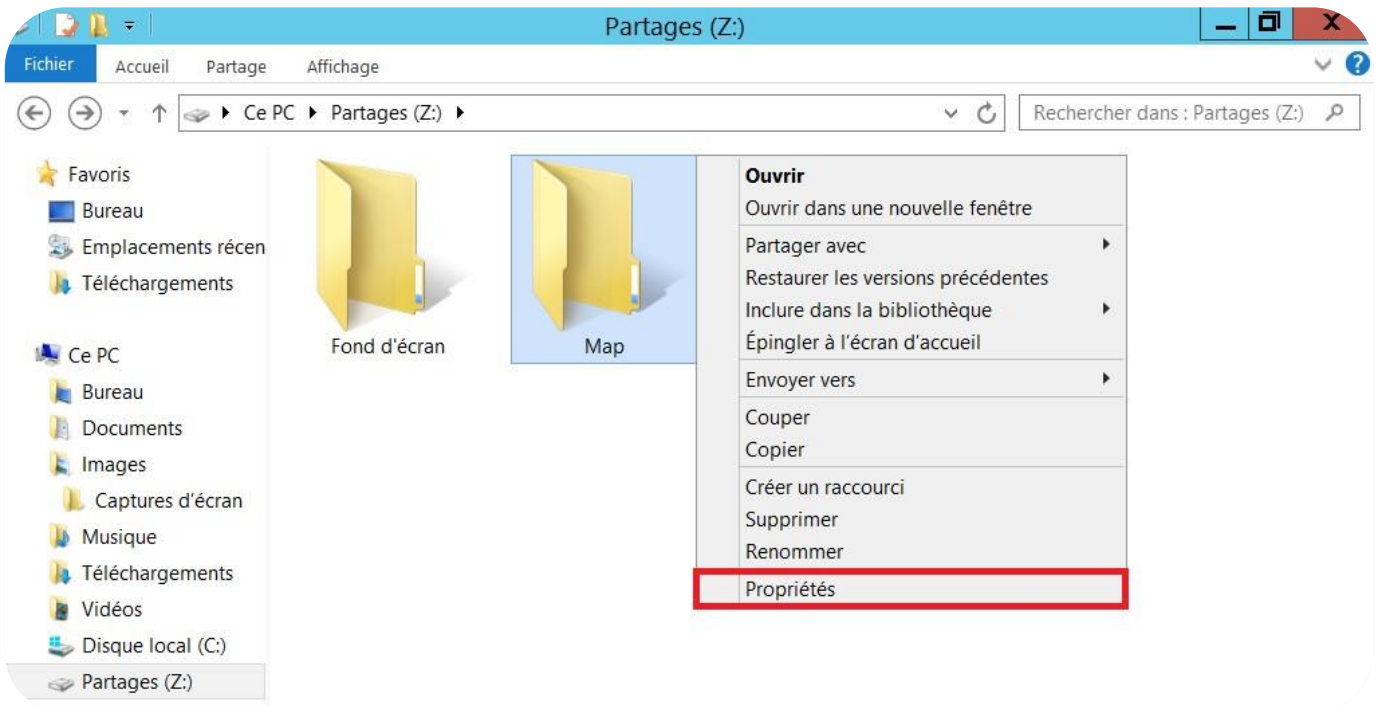 Partages (Z:)
Fichier
Accueil
Partage
Affichage
Ce PC
Partages (Z:)
Rechercher dans : Partages (Z:)
Favoris
Bureau
Emplacements récen
Téléchargements
Ce PC
Bureau
Documents
Images
Captures d'écran
Musique
Téléchargements
Vidéos
Disque local (C:)
Partages (Z:)
Fond d'écran
Map
Ouvrir
Ouvrir dans une nouvelle fenêtre
Partager avec
Restaurer les versions précédentes
Inclure dans la bibliothèque
Épingler à l'écran d'accueil
Envoyer vers
Couper
Copier
Créer un raccourci
Supprimer
Renommer
Propriétés